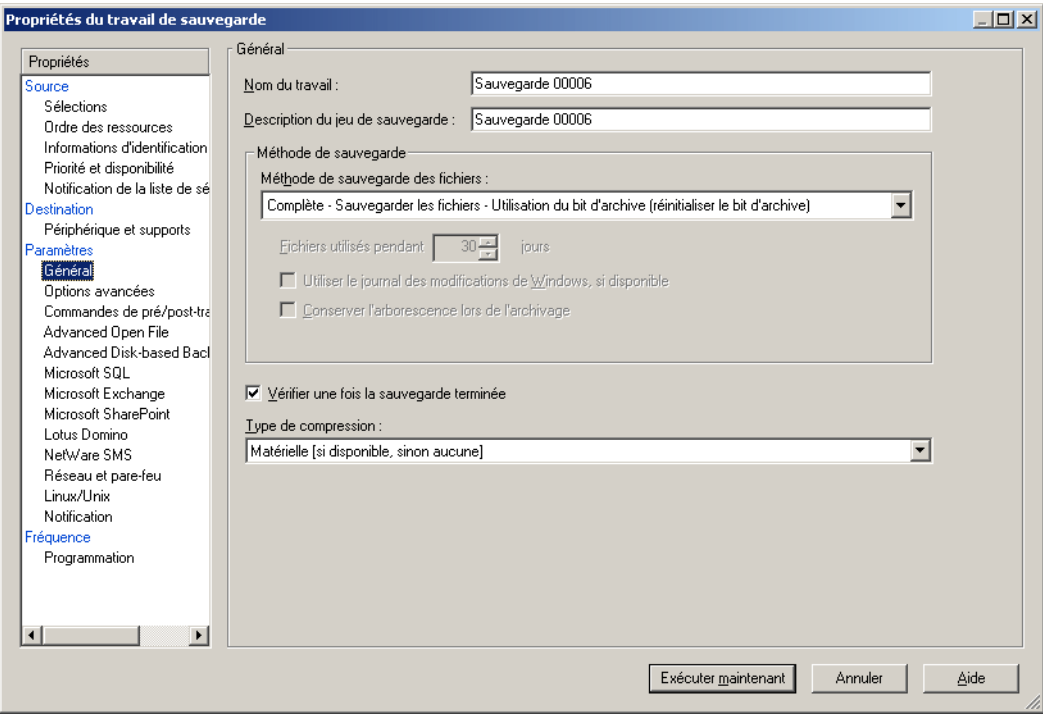 Propriétés du travail de sauvegarde
Propriétés
Source
Sélections
Ordre des ressources
Informations d'identification
Priorité et disponibilité
Notification de la liste de sé
Destination
Périphérique et supports
Paramètres
Général
Options avancées
Commandes de pré/post-tra
Advanced Open File
Advanced Disk-based Bacl
Microsoft SQL
Microsoft Exchange
Microsoft SharePoint
Lotus Domino
NetWare SMS
Réseau et pare-feu
Linux/Unix
Notification
Fréquence
Programmation
Général
Nom du travail : Sauvegarde 00006
Description du jeu de sauvegarde : Sauvegarde 00006
Méthode de sauvegarde
Méthode de sauvegarde des fichiers :
Complète - Sauvegarder les fichiers - Utilisation du bit d'archive (réinitialiser le bit d'archive)
Fichiers utilisés pendant 30 jours
Utiliser le journal des modifications de Windows, si disponible
Conserver l'arborescence lors de l'archivage
Vérifier une fois la sauvegarde terminée
Type de compression :
Matérielle [si disponible, sinon aucune]
Exécuter maintenant Annuler Aide